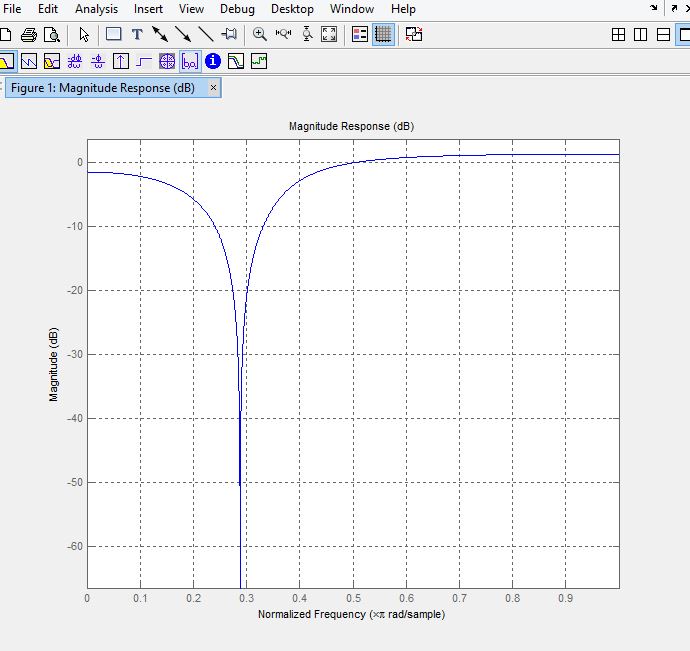 File Edit Analysis Insert View Debug Desktop Window Help
Figure 1: Magnitude Response (dB)
Magnitude Response (dB)
0
-10
-20
-30
-40
-50
-60
Magnitude (dB)
0 0.1 0.2 0.3 0.4 0.5 0.6 0.7 0.8 0.9
Normalized Frequency (×π rad/sample)